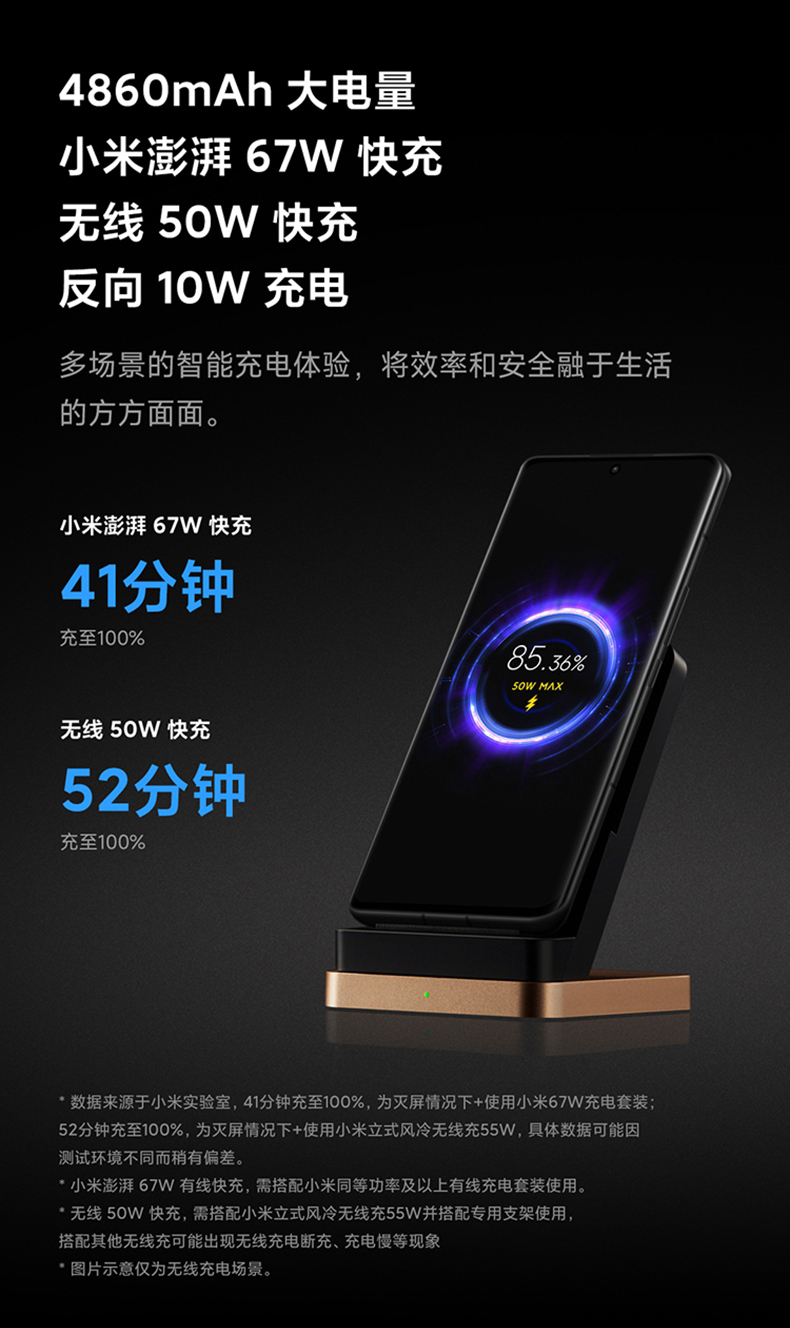 4860mAh 大电量
小米澎湃 67W 快充
无线 50W 快充
反向 10W 充电
多场景的智能充电体验，将效率和安全融于生活
的方方面面。
小米澎湃 67W 快充
41分钟
充至100%
无线 50W 快充
52分钟
充至100%
85.36%
50W MAX
* 数据来源于小米实验室，41分钟充至100%，为灭屏情况下+使用小米67W充电套装；
52分钟充至100%，为灭屏情况下+使用小米立式风冷无线充55W，具体数据可能因
测试环境不同而稍有偏差。
* 小米澎湃 67W 有线快充，需搭配小米同等功率及以上有线充电套装使用。
* 无线 50W 快充，需搭配小米立式风冷无线充55W并搭配专用支架使用，
搭配其他无线充可能出现无线充电断充、充电慢等现象
* 图片示意仅为无线充电场景。